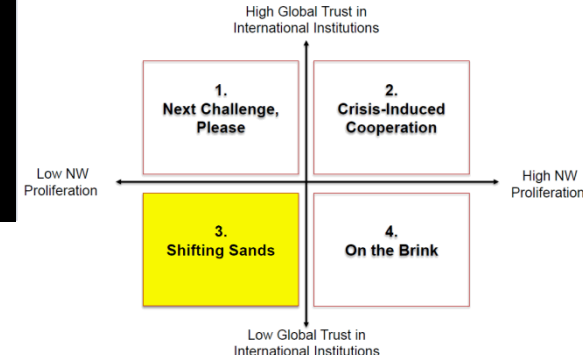 High Global Trust in
International Institutions
1.
Next Challenge,
Please
2.
Crisis-Induced
Cooperation
Low NW
Proliferation
High NW
Proliferation
3.
Shifting Sands
4.
On the Brink
Low Global Trust in
International Institutions